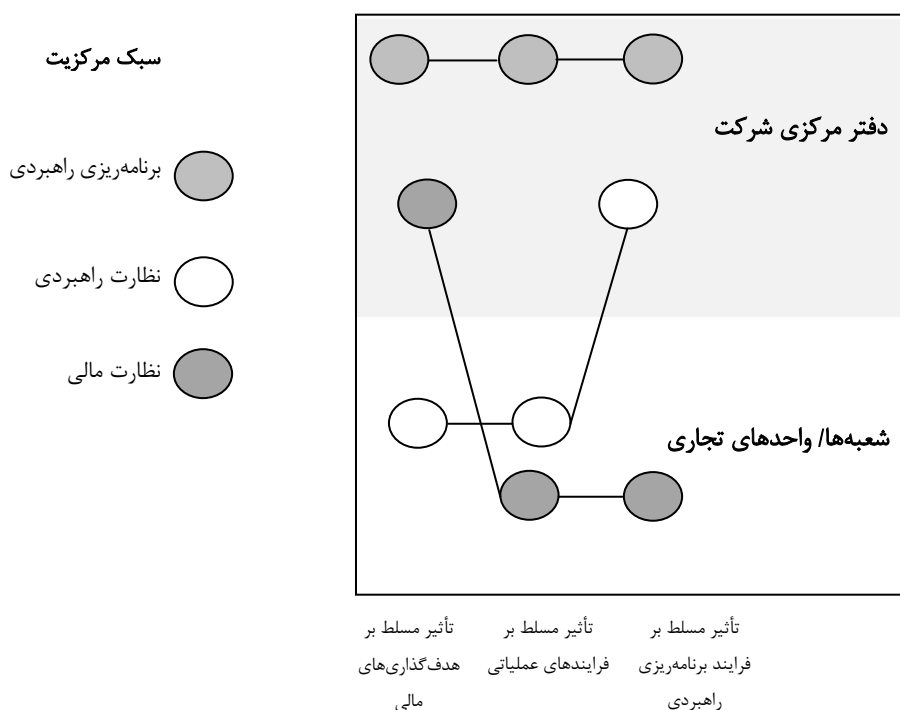 سبک مرکزیت
برنامه‌ریزی راهبردی
نظارت راهبردی
نظارت مالی
دفتر مرکزی شرکت
شعبه‌ها/ واحدهای تجاری
تأثیر مسلط بر
فرایند برنامه‌ریزی
راهبردی
تأثیر مسلط بر
فرایندهای عملیاتی
تأثیر مسلط بر
هدف‌گذاری‌های
مالی